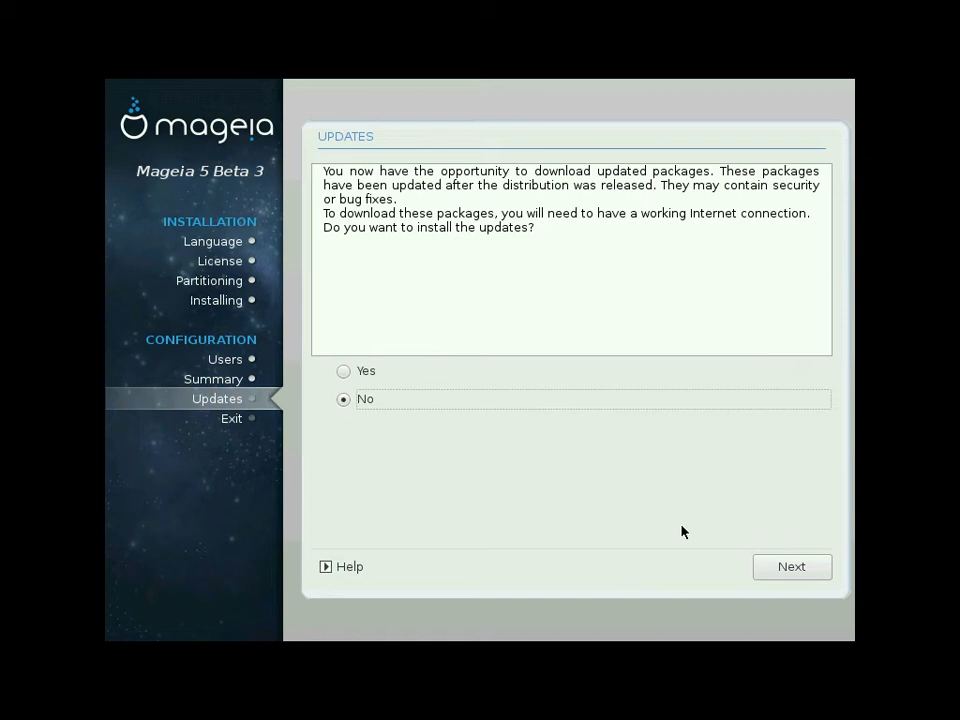 mageia
Mageia 5 Beta 3
INSTALLATION
Language
License
Partitioning
Installing
CONFIGURATION
Users
Summary
Updates
Exit
UPDATES
You now have the opportunity to download updated packages. These packages
have been updated after the distribution was released. They may contain security
or bug fixes.
To download these packages, you will need to have a working Internet connection.
Do you want to install the updates?
Yes
No
Help
Next